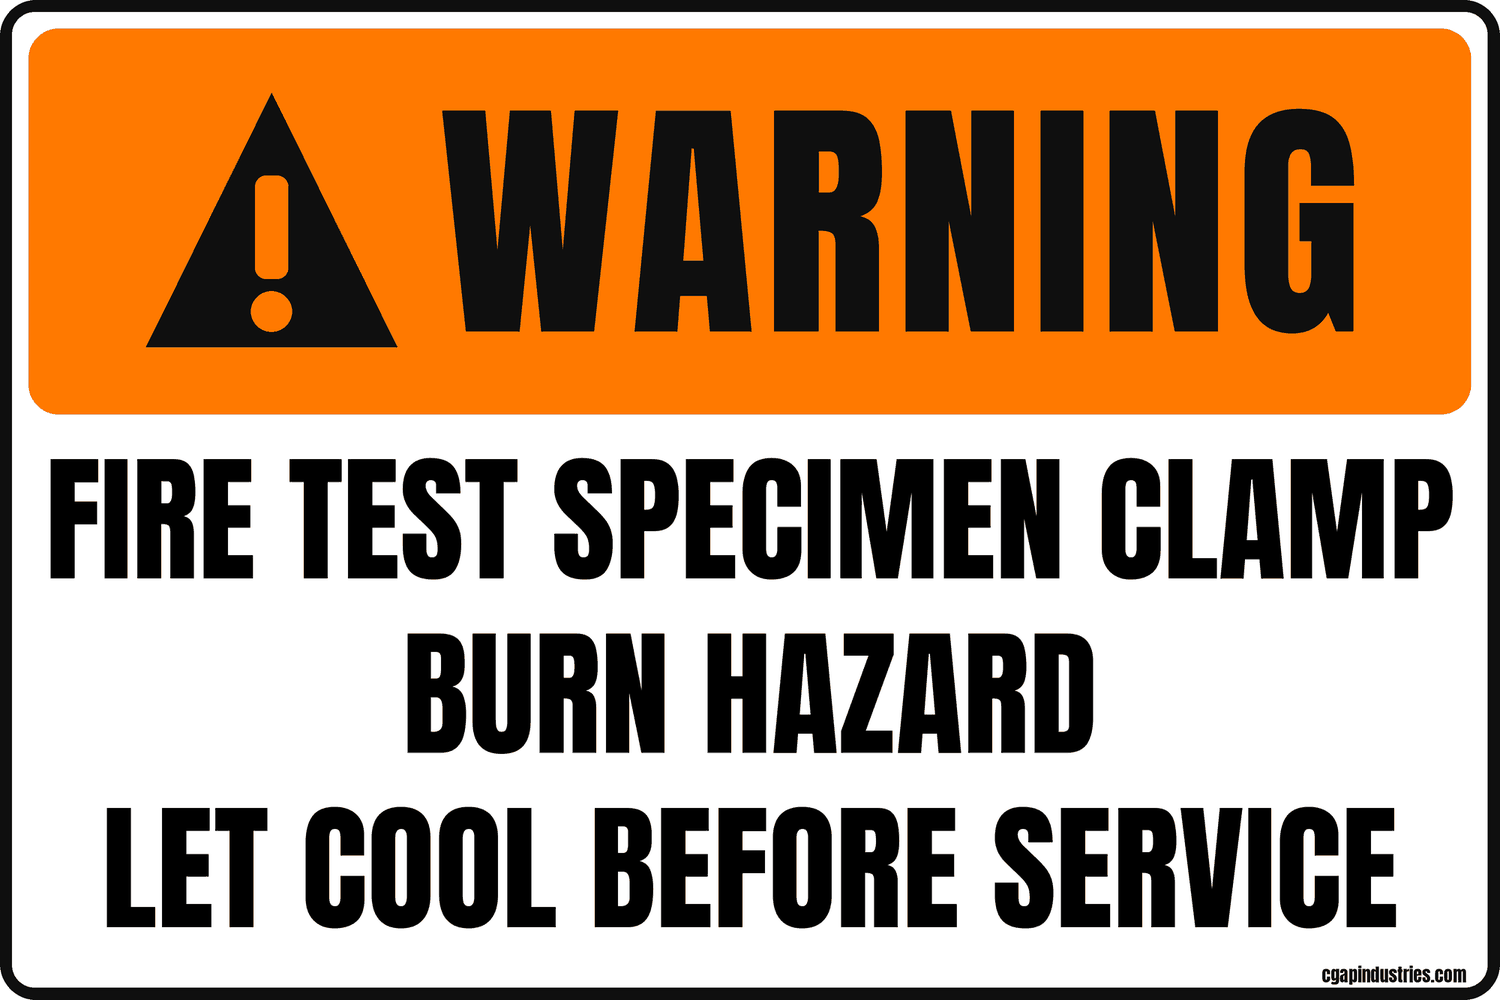 WARNING
FIRE TEST SPECIMEN CLAMP
BURN HAZARD
LET COOL BEFORE SERVICE
cgapindustries.com